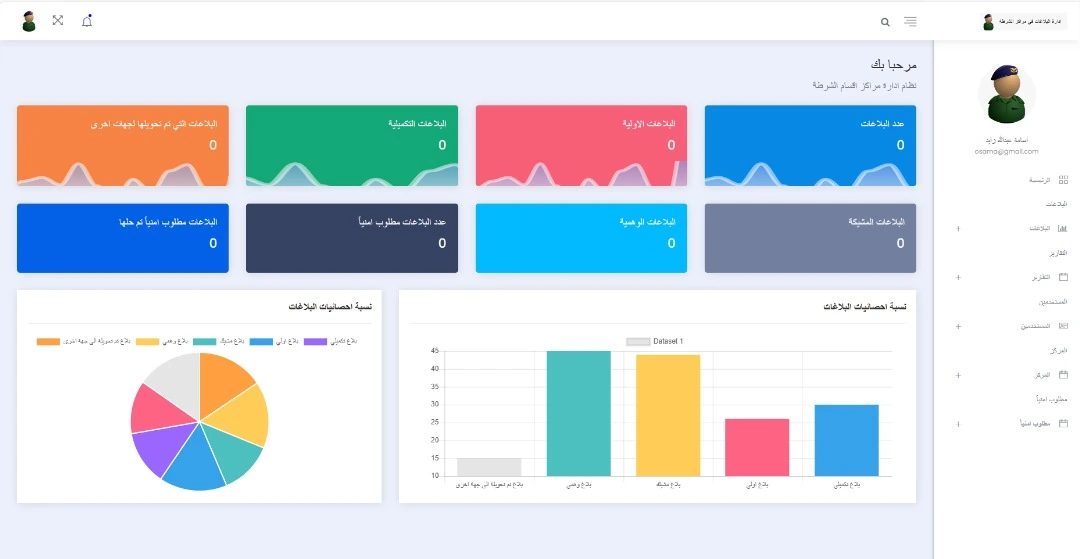 ادارة البلاغات في مراكز الشرطة
مرحبا بك
نظام ادارة مراكز اقسام الشرطة
عدد البلاغات
0
البلاغات الاولية
0
البلاغات التكميلية
0
البلاغات التي تم تحويلها لجهات اخرى
0
البلاغات المشبكة
0
البلاغات الوهمية
0
عدد البلاغات مطلوب امنياً
0
البلاغات مطلوب امنياً تم حلها
0
نسبة احصائيات البلاغات
Dataset 1
45
40
35
30
25
20
15
10
بلاغ تم تحويلة الى جهة اخرى
بلاغ وهمي
بلاغ مشبك
بلاغ اولي
بلاغ تكميلي
نسبة احصائيات البلاغات
بلاغ تم تحويلة الى جهة اخرى
بلاغ وهمي
بلاغ مشبك
بلاغ اولي
بلاغ تكميلي
اسامة عبدالله زايد
osama@gmail.com
الرئيسية
البلاغات
البلاغات
التقارير
التقارير
المستخدمين
المستخدمين
المركز
المركز
مطلوب امنياً
مطلوب امنياً